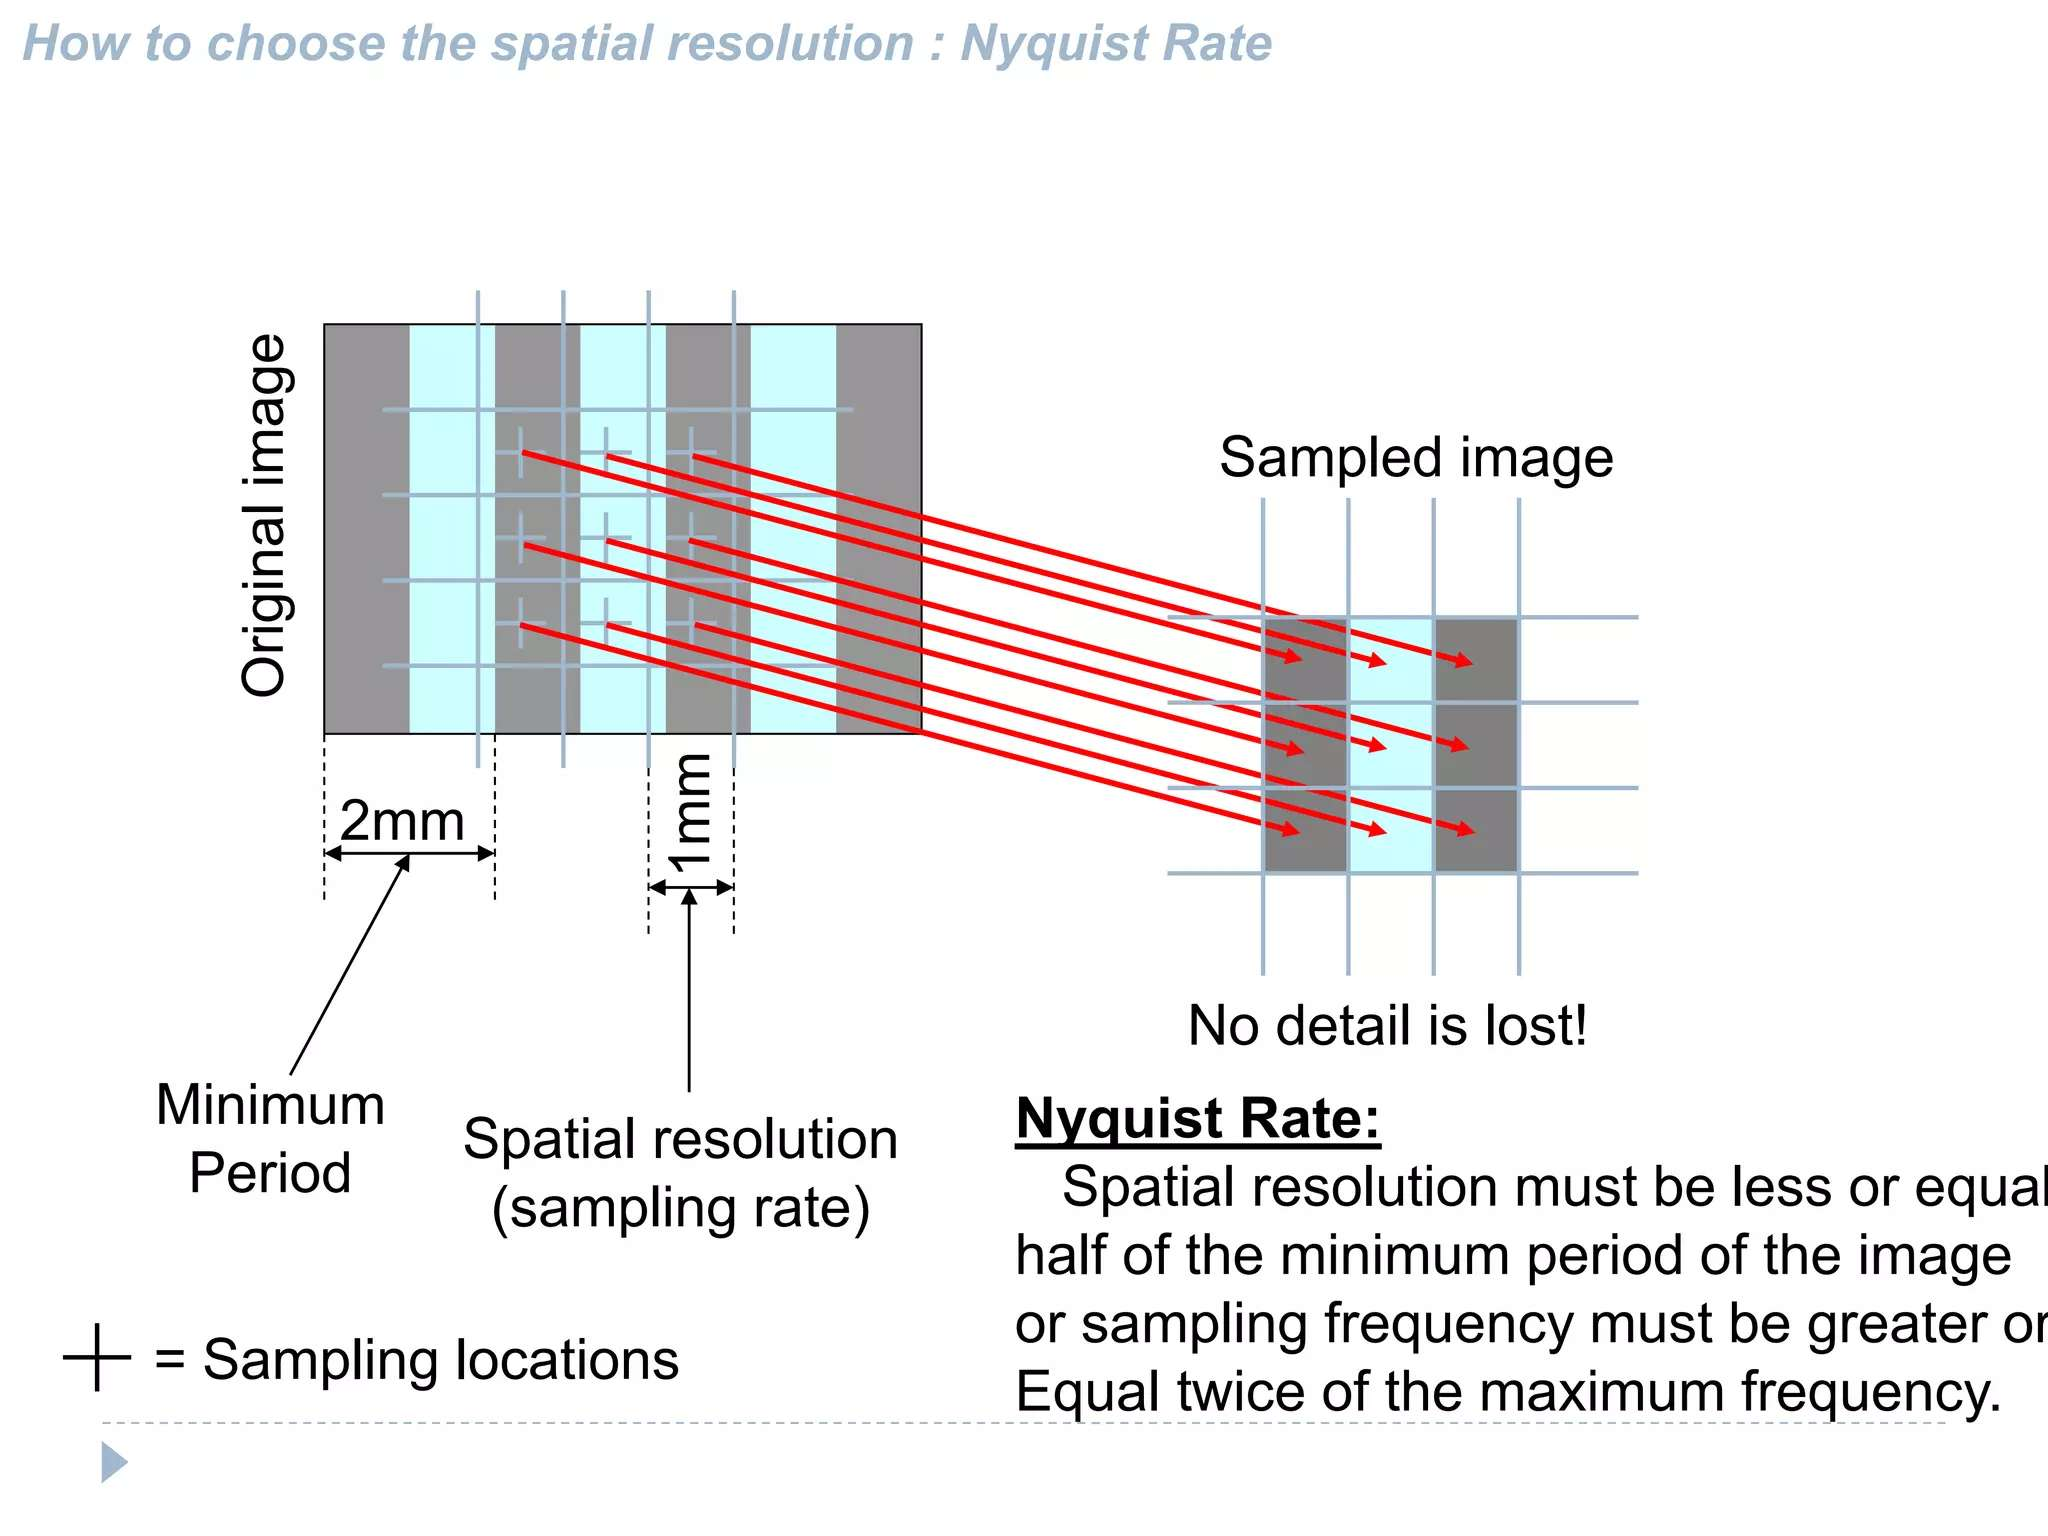 How to choose the spatial resolution : Nyquist Rate
Original image
Sampled image
2mm
1mm
No detail is lost!
Minimum
Period
Spatial resolution
(sampling rate)
= Sampling locations
Nyquist Rate:
Spatial resolution must be less or equal
half of the minimum period of the image
or sampling frequency must be greater or
Equal twice of the maximum frequency.